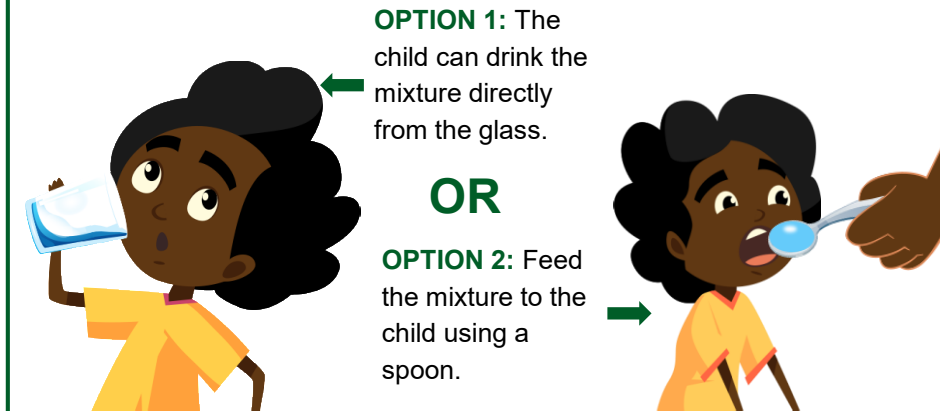 OPTION 1: The
child can drink the
mixture directly
from the glass.
OR
OPTION 2: Feed
the mixture to the
child using a
spoon.